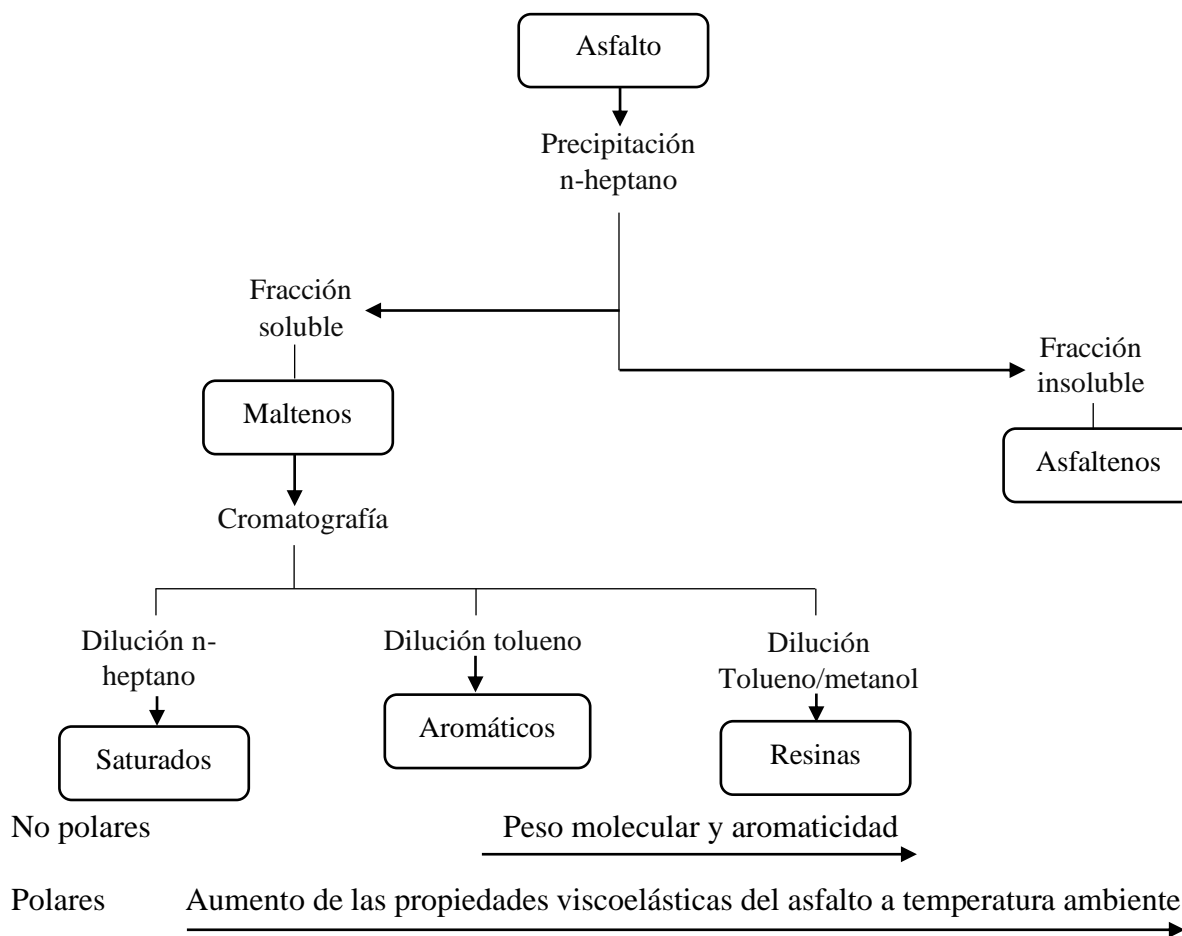 Asfalto
Precipitación
n-heptano
Fracción
soluble
Fracción
insoluble
Maltenos
Asfaltenos
Cromatografía
Dilución n-
heptano
Dilución tolueno
Dilución
Tolueno/metanol
Saturados
Aromáticos
Resinas
No polares
Peso molecular y aromaticidad
Polares
Aumento de las propiedades viscoelásticas del asfalto a temperatura ambiente